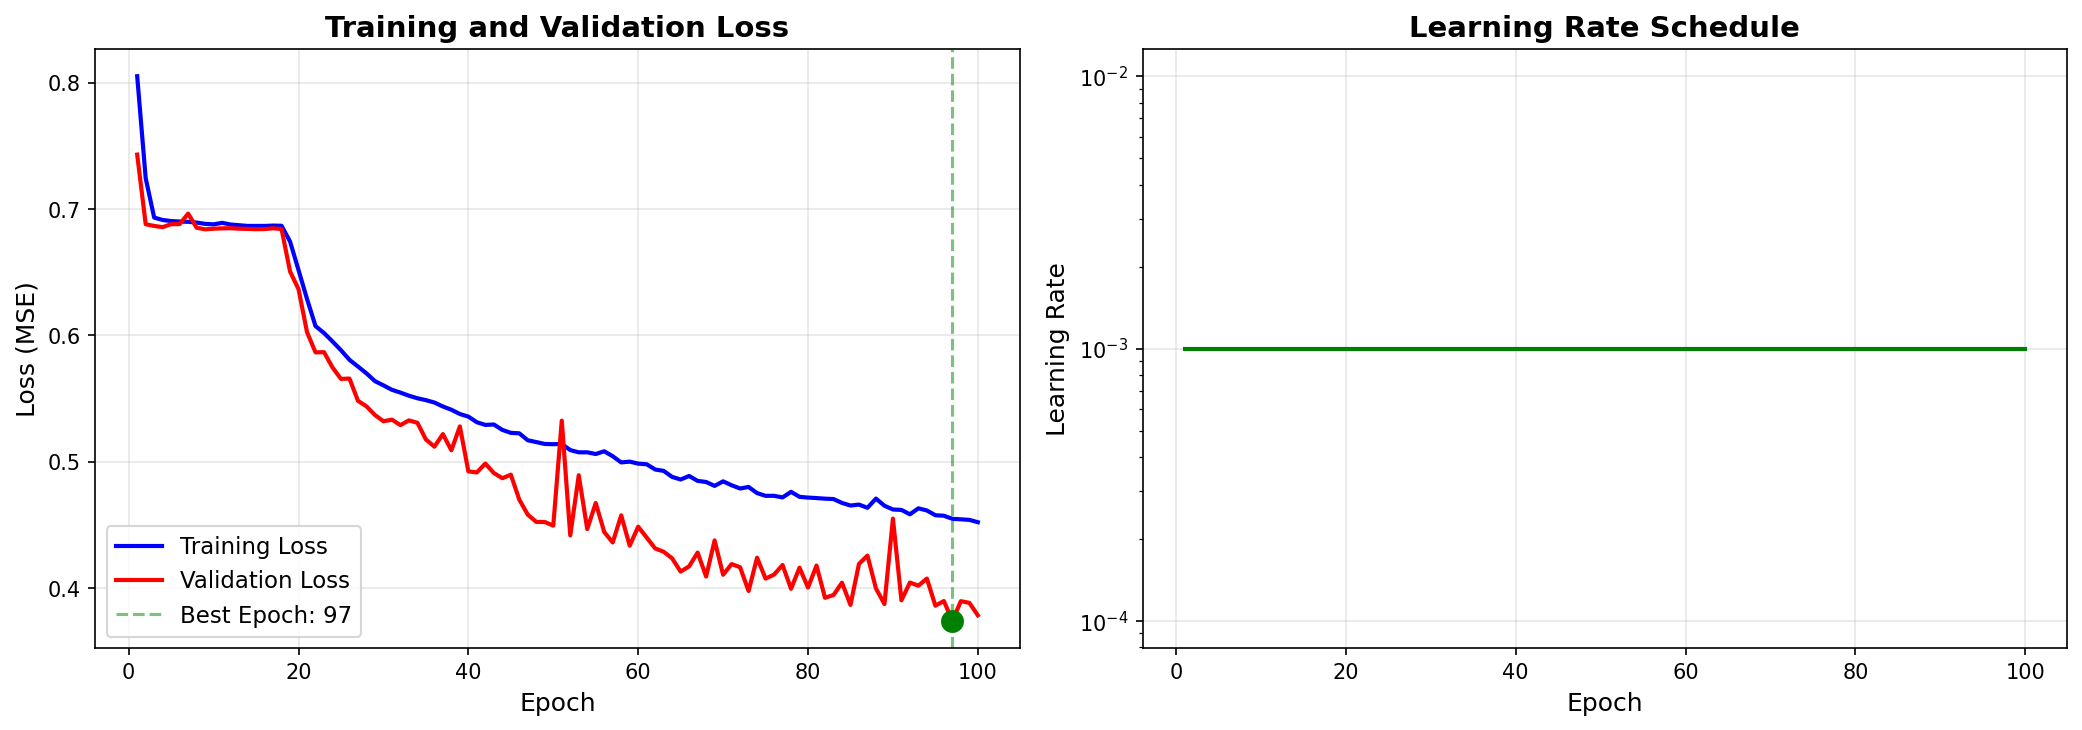 Training and Validation Loss
Loss (MSE)
0.8
0.7
0.6
0.5
0.4
Training Loss
Validation Loss
Best Epoch: 97
0 20 40 60 80 100
Epoch
Learning Rate Schedule
Learning Rate
10⁻²
10⁻³
10⁻⁴
0 20 40 60 80 100
Epoch